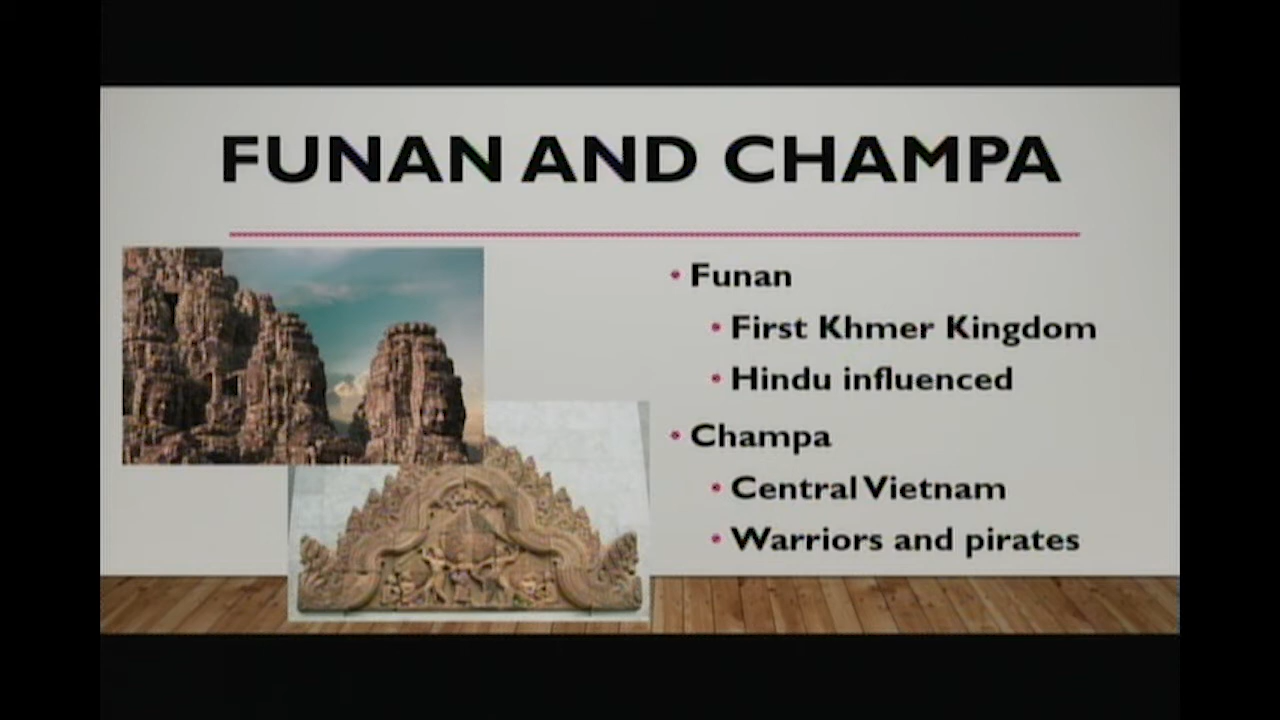 FUNAN AND CHAMPA
• Funan
• First Khmer Kingdom
• Hindu influenced
• Champa
• Central Vietnam
• Warriors and pirates